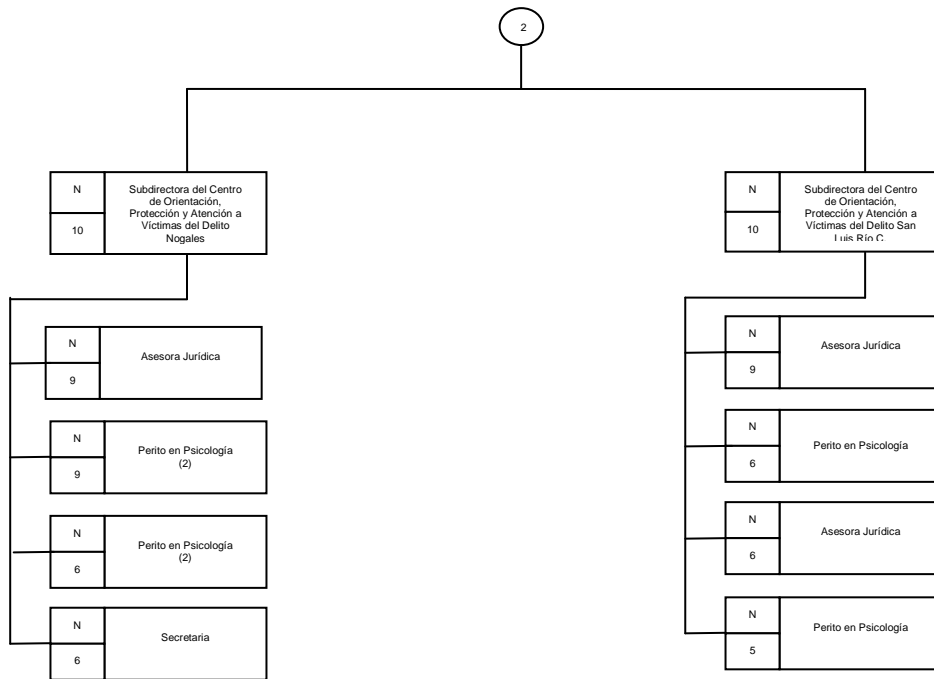 2
N
10
Subdirectora del Centro
de Orientación,
Protección y Atención a
Víctimas del Delito
Nogales
N
10
Subdirectora del Centro
de Orientación,
Protección y Atención a
Víctimas del Delito San
Luis Río C
N
9
Asesora Jurídica
N
9
Perito en Psicología
(2)
N
6
Perito en Psicología
(2)
N
6
Secretaria
N
9
Asesora Jurídica
N
6
Perito en Psicología
N
6
Asesora Jurídica
N
5
Perito en Psicología